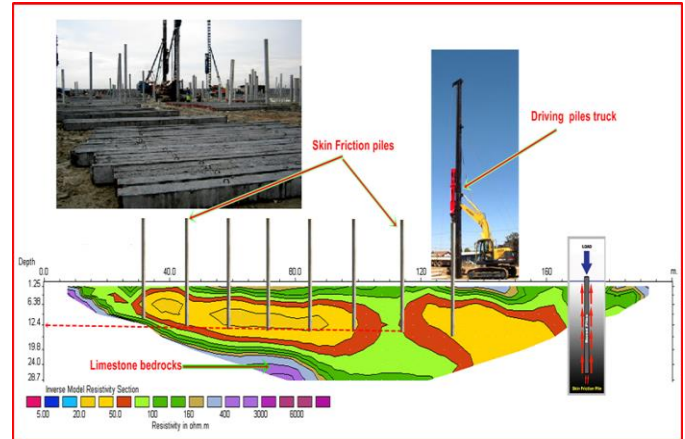 Driving piles truck
Skin Friction piles
Depth
0.0 40.0 80.0 120 160 m.
LOAD
1.25
6.38
12.4
19.8
24.0
28.7
Limestone bedrocks
Skin Friction Pile
Inverse Model Resistivity Section
5.00 20.0 50.0 100 160 400 3000 6000
Resistivity in ohm.m